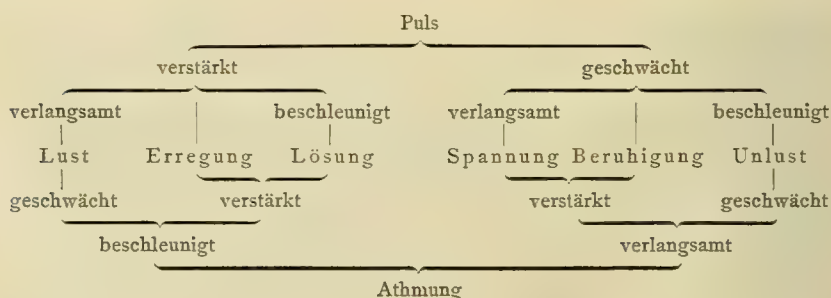 Puls
verstärkt geschwächt
verlangsamt beschleunigt verlangsamt beschleunigt
Lust Erregung Lösung Spannung Beruhigung Unlust
geschwächt verstärkt verstärkt geschwächt
beschleunigt verlangsamt
Athmung